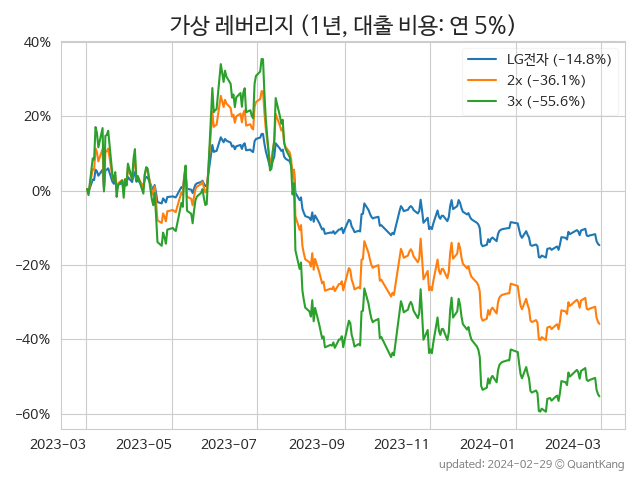 가상 레버리지 (1년, 대출 비용: 연 5%)
LG전자 (−14.8%)
2x (−36.1%)
3x (−55.6%)
40%
20%
0%
−20%
−40%
−60%
2023-03
2023-05
2023-07
2023-09
2023-11
2024-01
2024-03
updated: 2024-02-29 © QuantKang